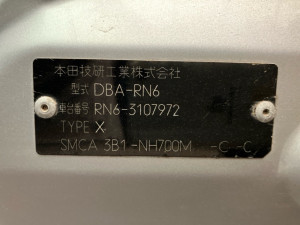 本田技研工業株式会社
型式 DBA-RN6
車台番号 RN6-3107972
TYPE X
SMCA 3B1-NH700M -C -C